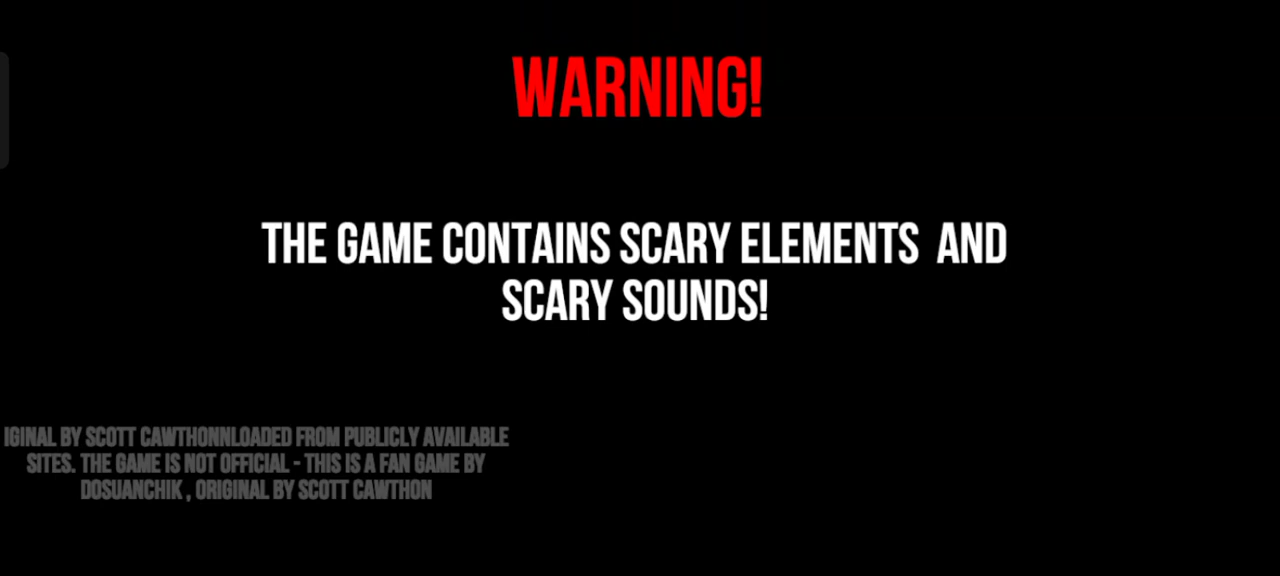 WARNING!
THE GAME CONTAINS SCARY ELEMENTS AND
SCARY SOUNDS!
IGINAL BY SCOTT CAWTHONNLOADED FROM PUBLICLY AVAILABLE
SITES. THE GAME IS NOT OFFICIAL - THIS IS A FAN GAME BY
DOSUANCHIK , ORIGINAL BY SCOTT CAWTHON